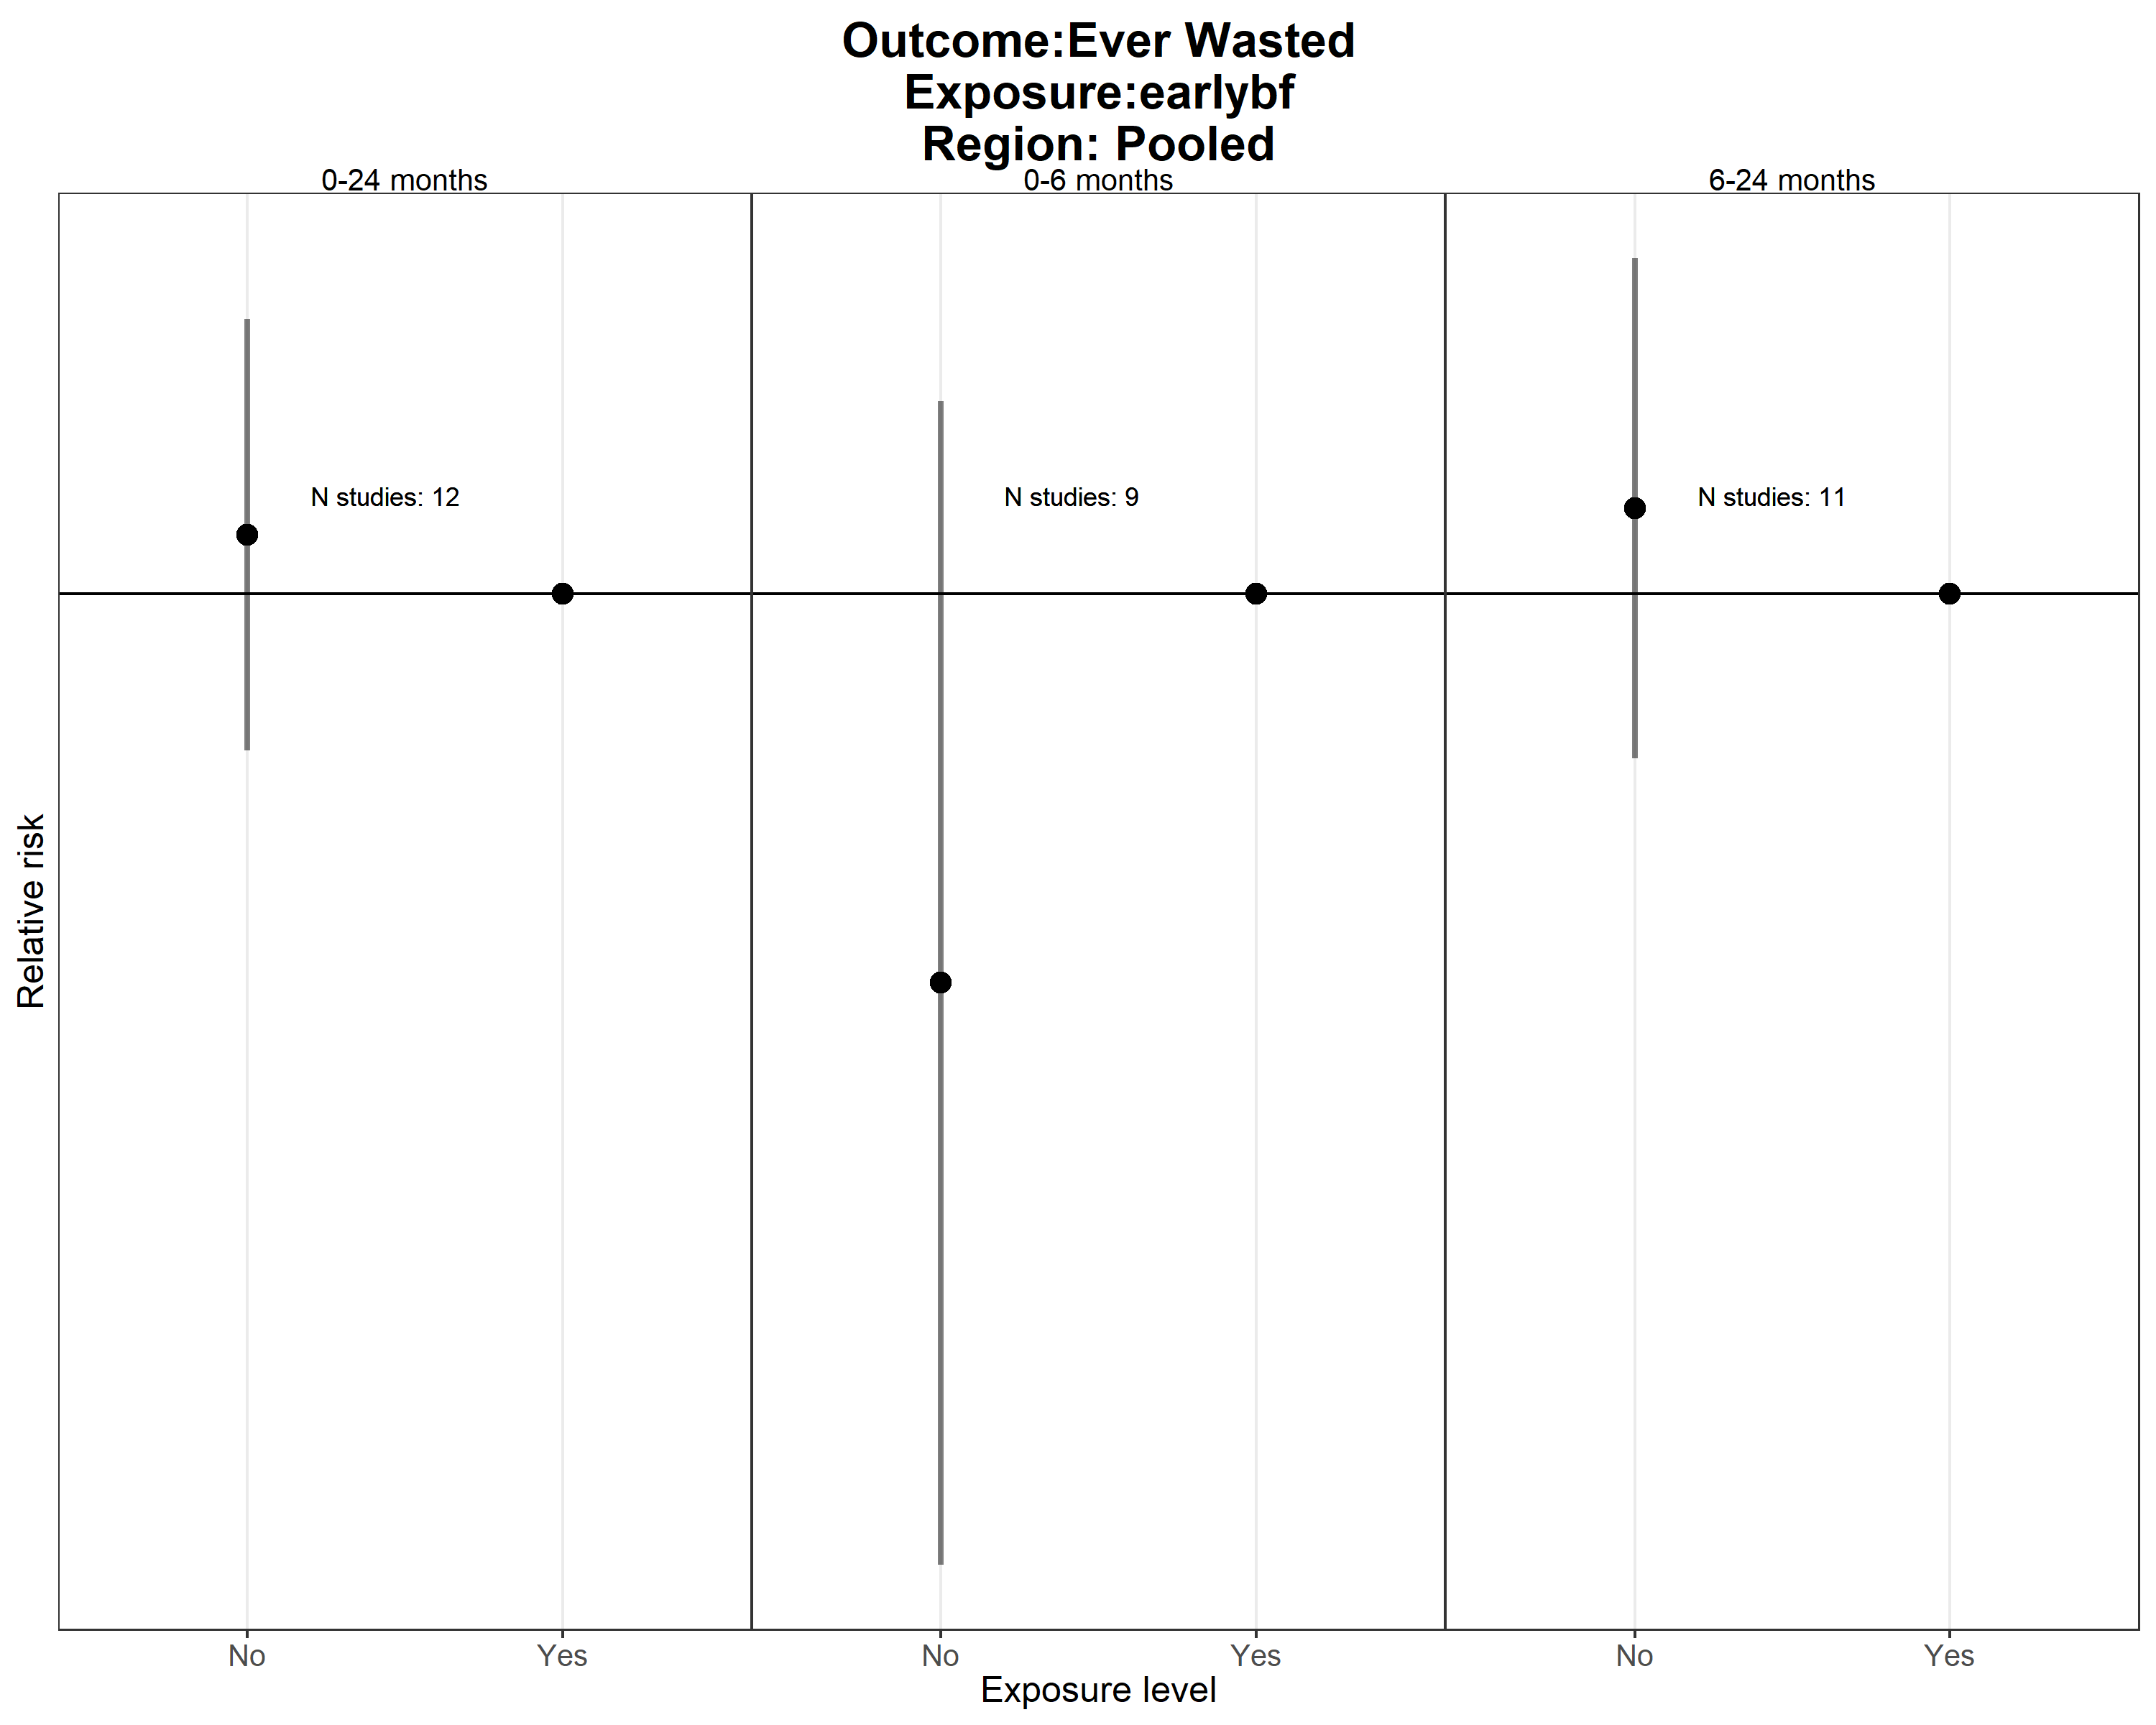 Outcome:Ever Wasted
Exposure:earlybf
Region: Pooled
0-24 months
0-6 months
6-24 months
N studies: 12
N studies: 9
N studies: 11
Relative risk
No
Yes
No
Yes
No
Yes
Exposure level